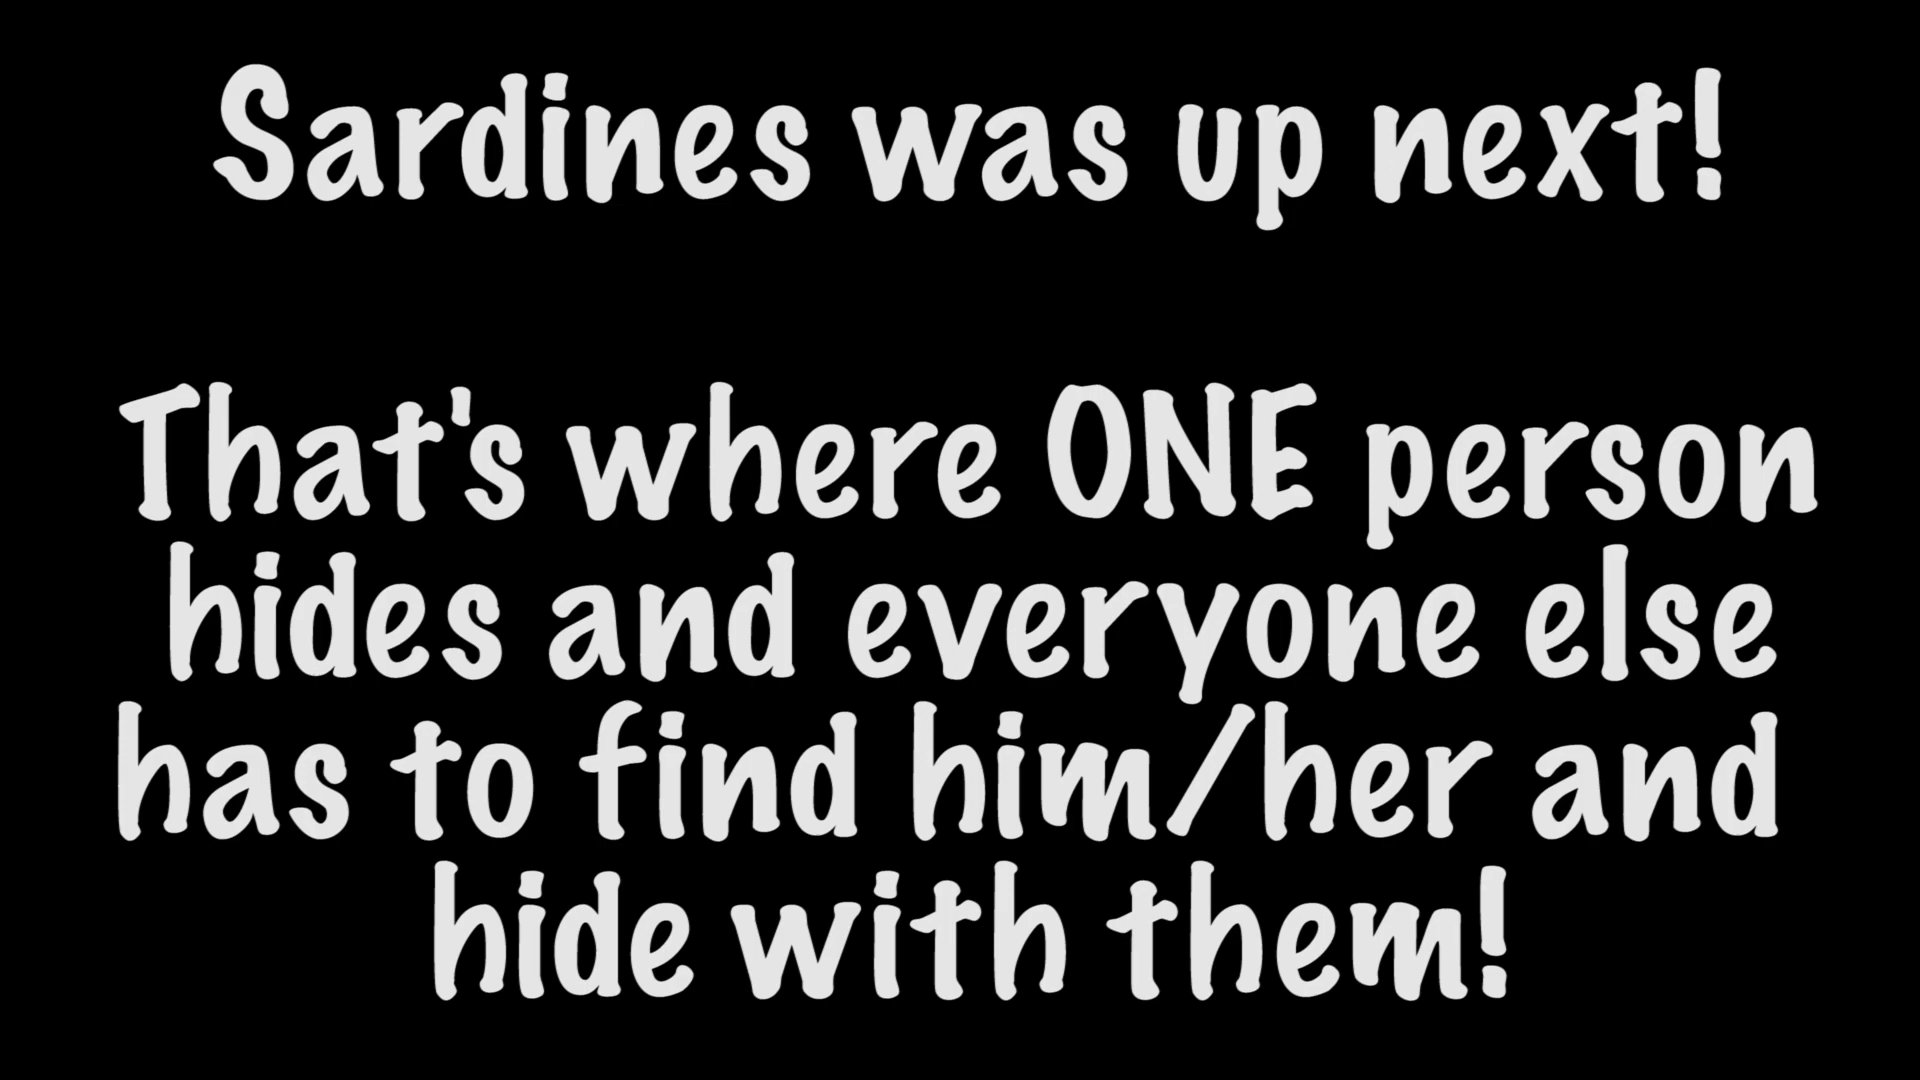 Sardines was up next!
That's where ONE person
hides and everyone else
has to find him/her and
hide with them!